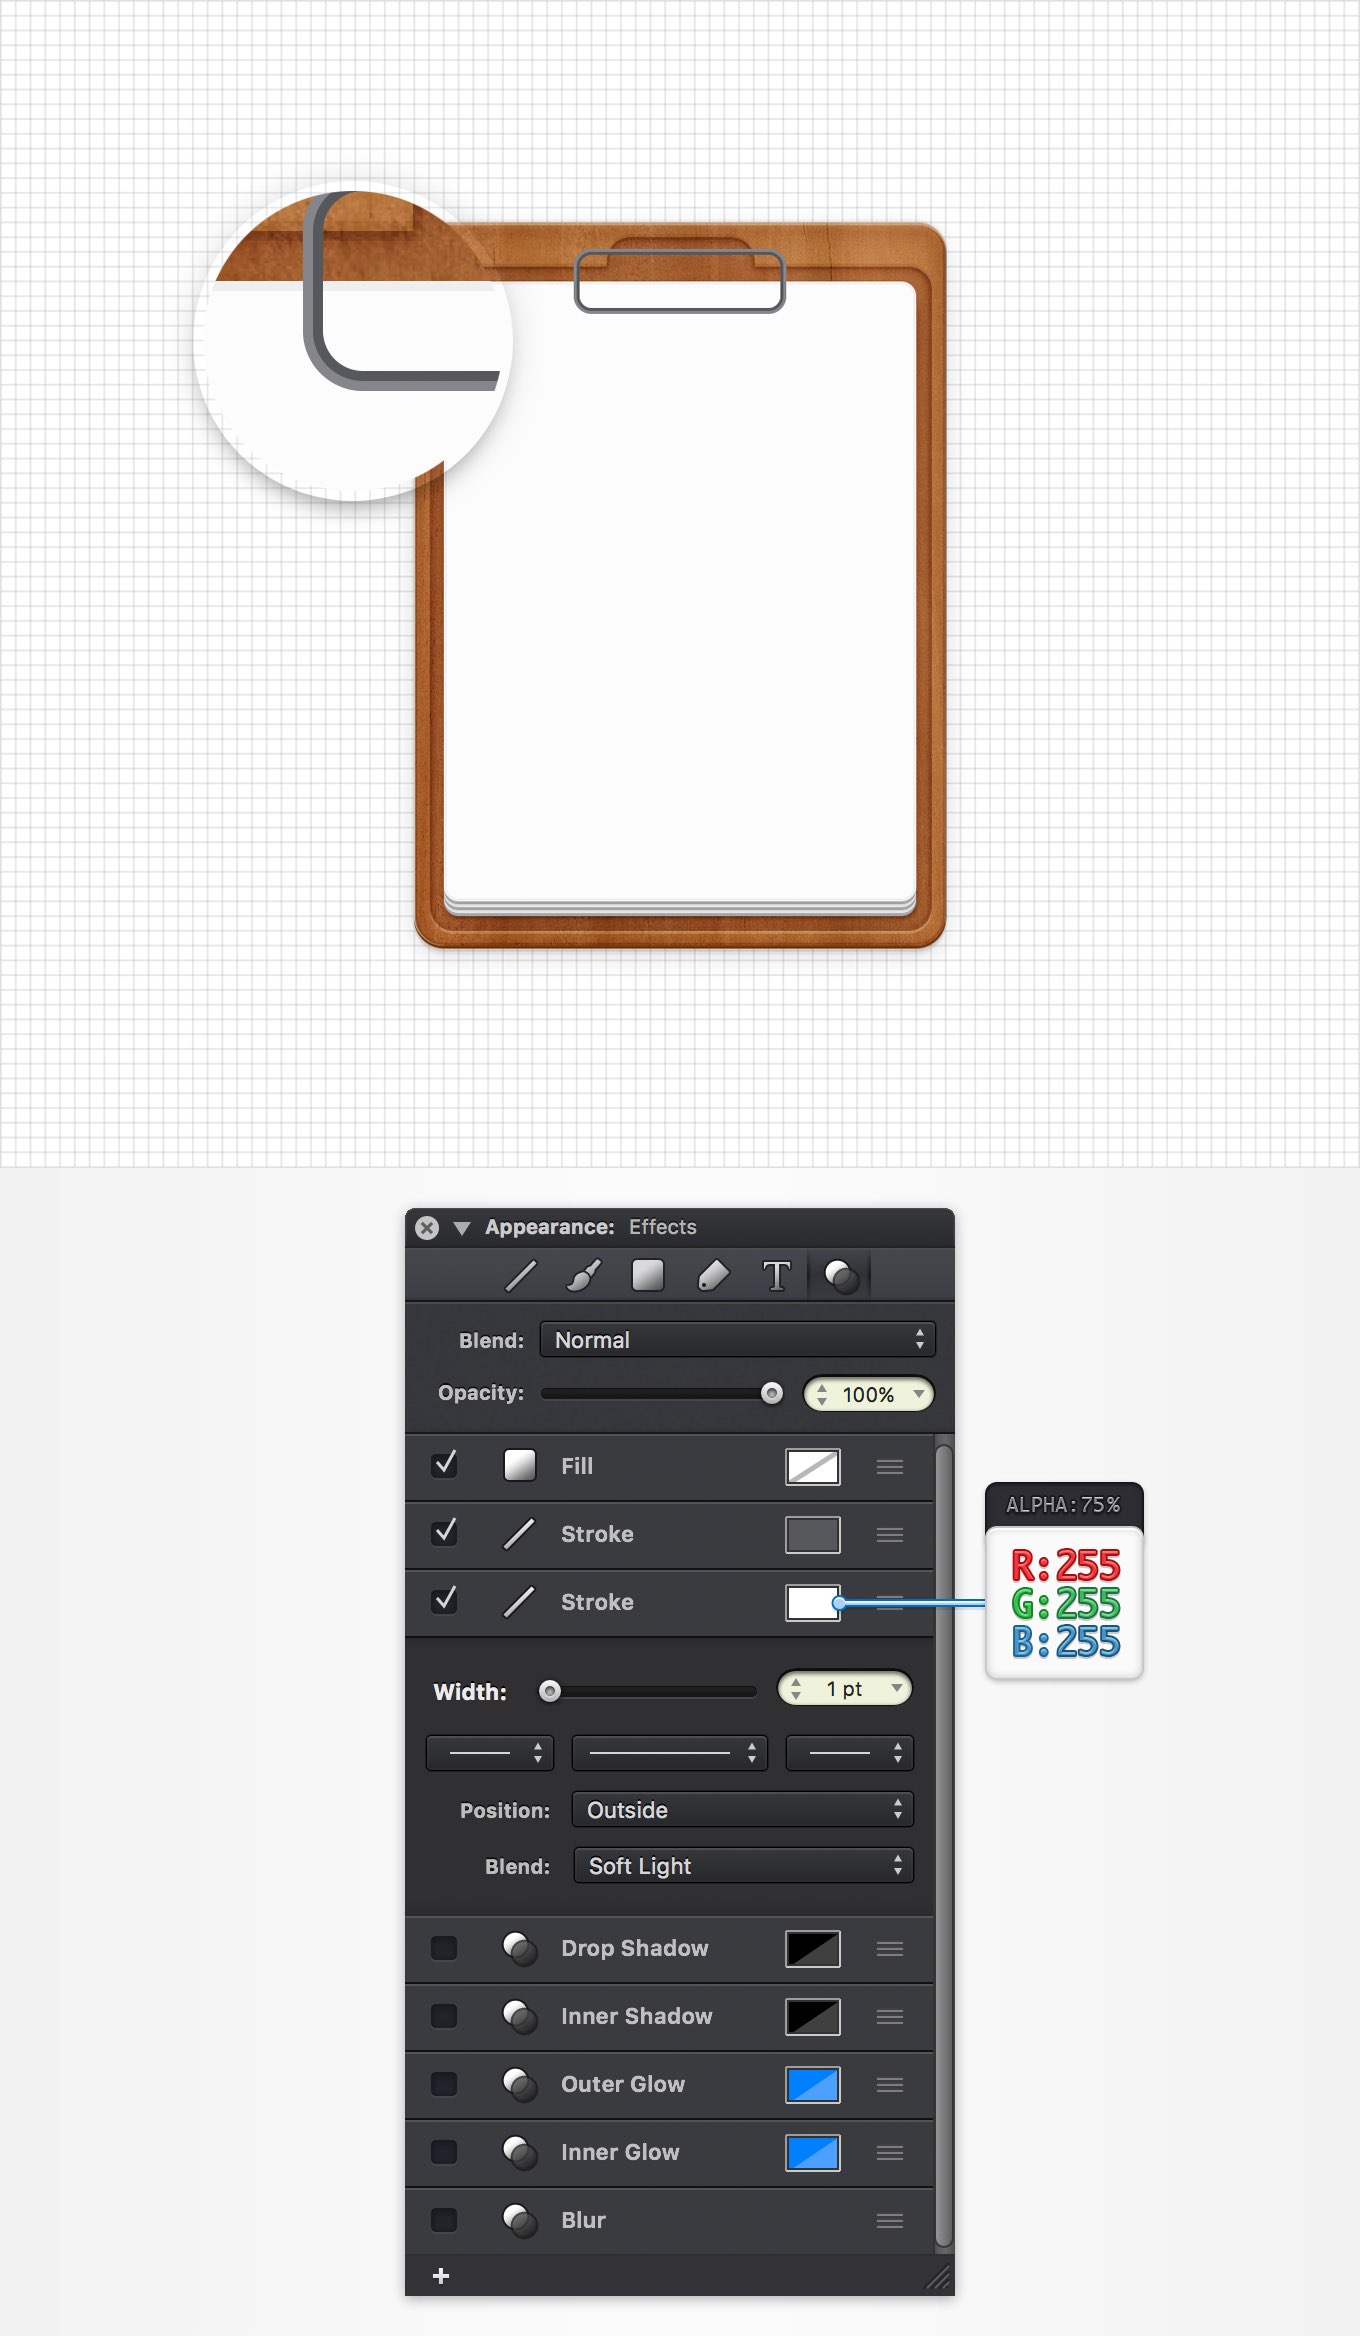 Appearance: Effects
T
Blend: Normal
Opacity: 100%
Fill
Stroke
ALPHA:75%
R:255
Stroke
G:255
B:255
Width: 1 pt
Position: Outside
Blend: Soft Light
Drop Shadow
Inner Shadow
Outer Glow
Inner Glow
Blur
+